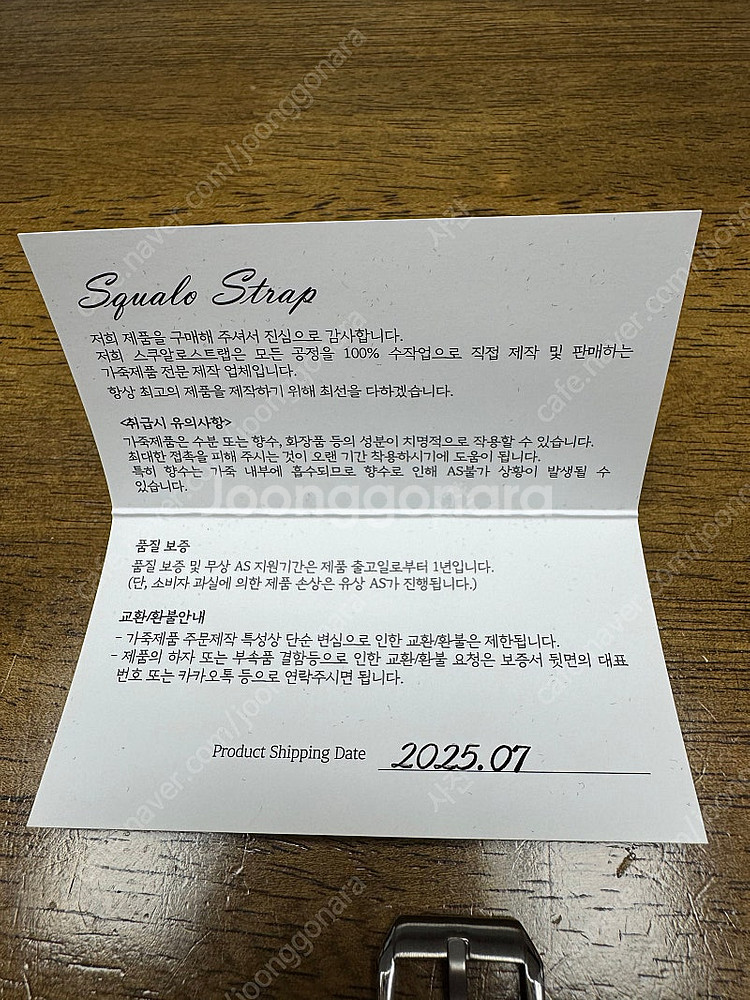 Squalo Strap
저희 제품을 구매해 주셔서 진심으로 감사합니다.
저희 스쿠알로스트랩은 모든 공정을 100% 수작업으로 직접 제작 및 판매하는
가죽제품 전문 제작 업체입니다.
항상 최고의 제품을 제작하기 위해 최선을 다하겠습니다.
<취급시 유의사항>
가죽제품은 수분 또는 향수, 화장품 등의 성분이 치명적으로 작용할 수 있습니다.
최대한 접촉을 피해 주시는 것이 오랜 기간 착용하시기에 도움이 됩니다.
특히 향수는 가죽 내부에 흡수되므로 향수로 인해 AS불가 상황이 발생될 수
있습니다.
Joonggonara
품질 보증
품질 보증 및 무상 AS 지원기간은 제품 출고일로부터 1년입니다.
(단, 소비자 과실에 의한 제품 손상은 유상 AS가 진행됩니다.)
교환/환불안내
- 가죽제품 주문제작 특성상 단순 변심으로 인한 교환/환불은 제한됩니다.
- 제품의 하자 또는 부속품 결함등으로 인한 교환/환불 요청은 보증서 뒷면의 대표
번호 또는 카카오톡 등으로 연락주시면 됩니다.
Product Shipping Date 2025.07
cafe.naver.com/joonggonara